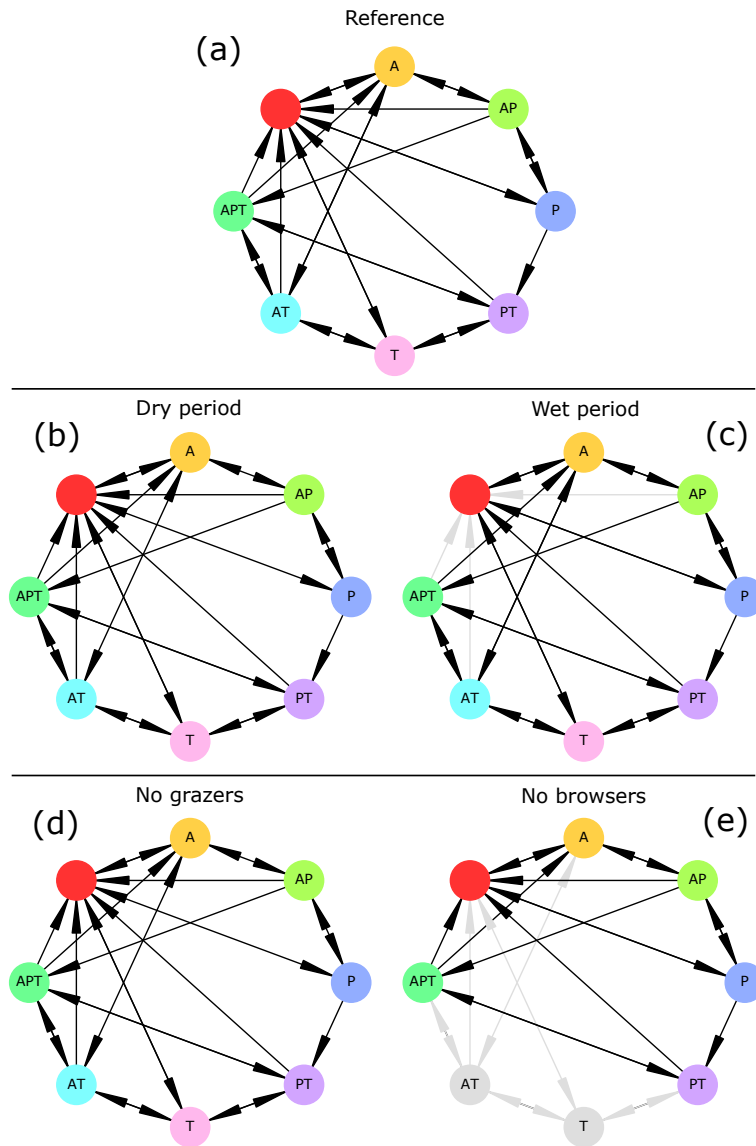 Reference
(a)
A
AP
APT
P
AT
PT
T
Dry period
Wet period
(b)
(c)
A
A
AP
AP
APT
P
APT
P
AT
PT
AT
PT
T
T
No grazers
No browsers
(d)
(e)
A
A
AP
AP
APT
P
APT
P
AT
PT
AT
PT
T
T